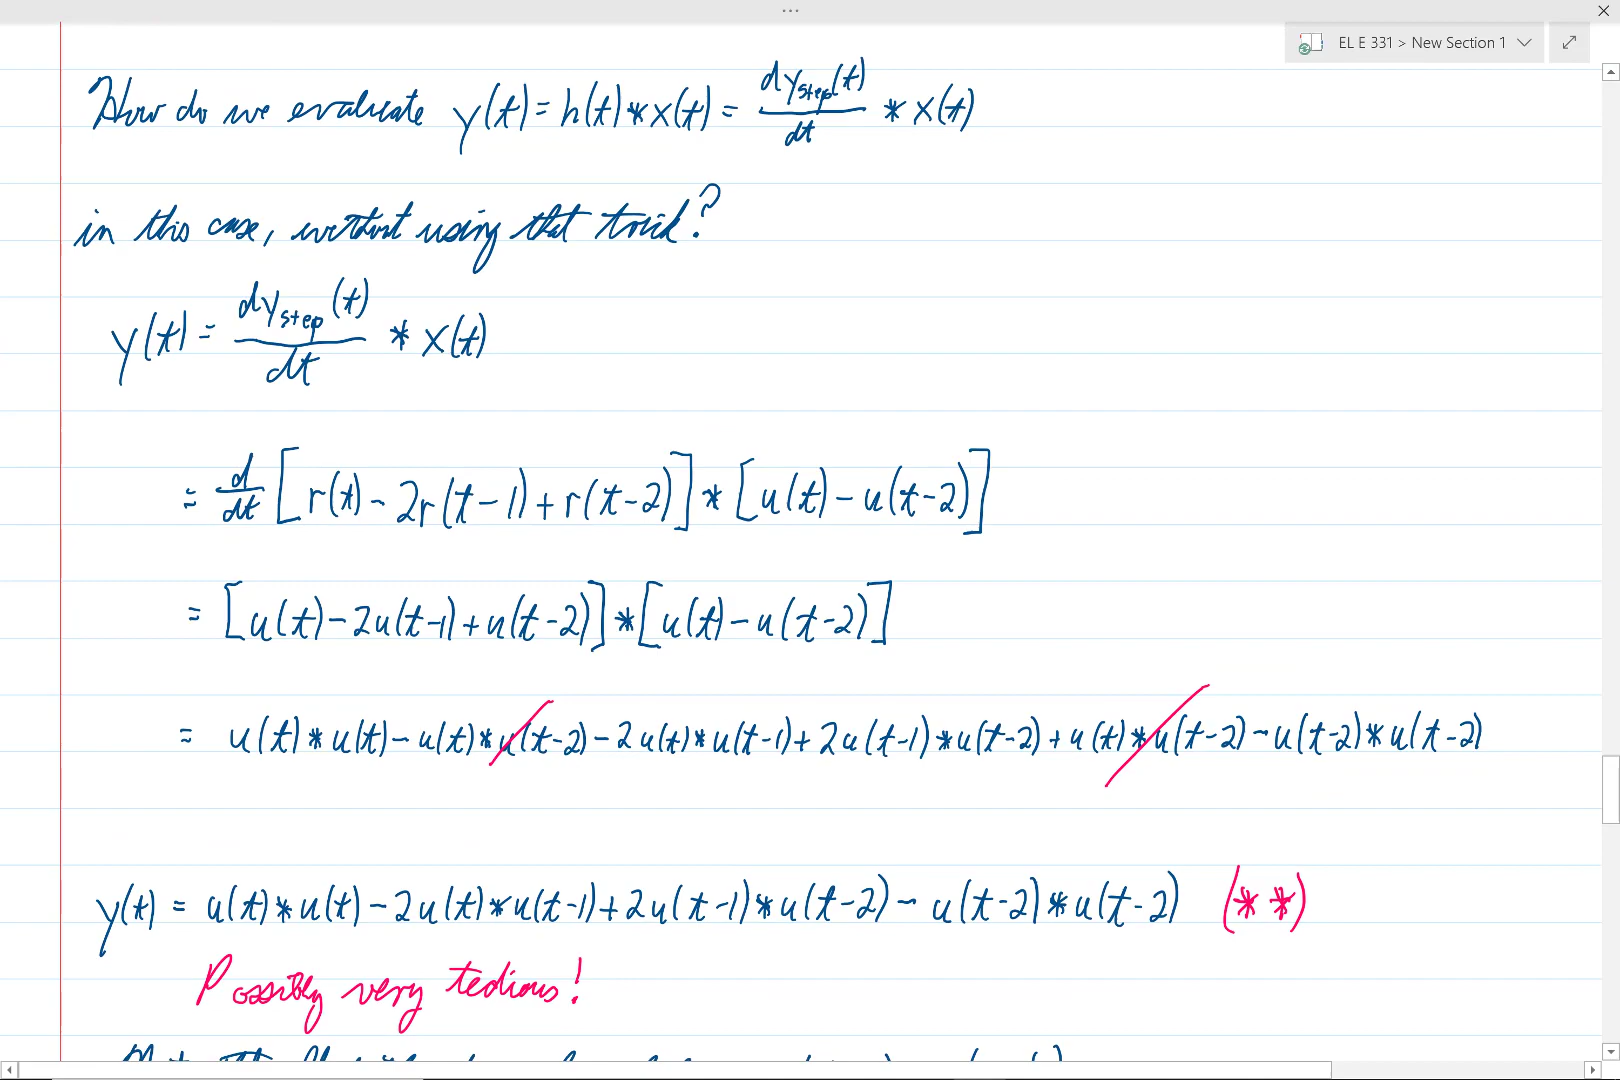 EL E 331 > New Section 1
How do we evaluate y(t) = h(t) * x(t) = dy_step(t)/dt * x(t)
in this case, without using that trick?
y(t) = dy_step(t)/dt * x(t)
= d/dt [r(t) - 2r(t-1) + r(t-2)] * [u(t) - u(t-2)]
= [u(t) - 2u(t-1) + u(t-2)] * [u(t) - u(t-2)]
= u(t) * u(t) - u(t) * u(t-2) - 2u(t) * u(t-1) + 2u(t-1) * u(t-2) + u(t) * u(t-2) - u(t-2) * u(t-2)
y(t) = u(t) * u(t) - 2u(t) * u(t-1) + 2u(t-1) * u(t-2) - u(t-2) * u(t-2) (**)
Possibly very tedious!